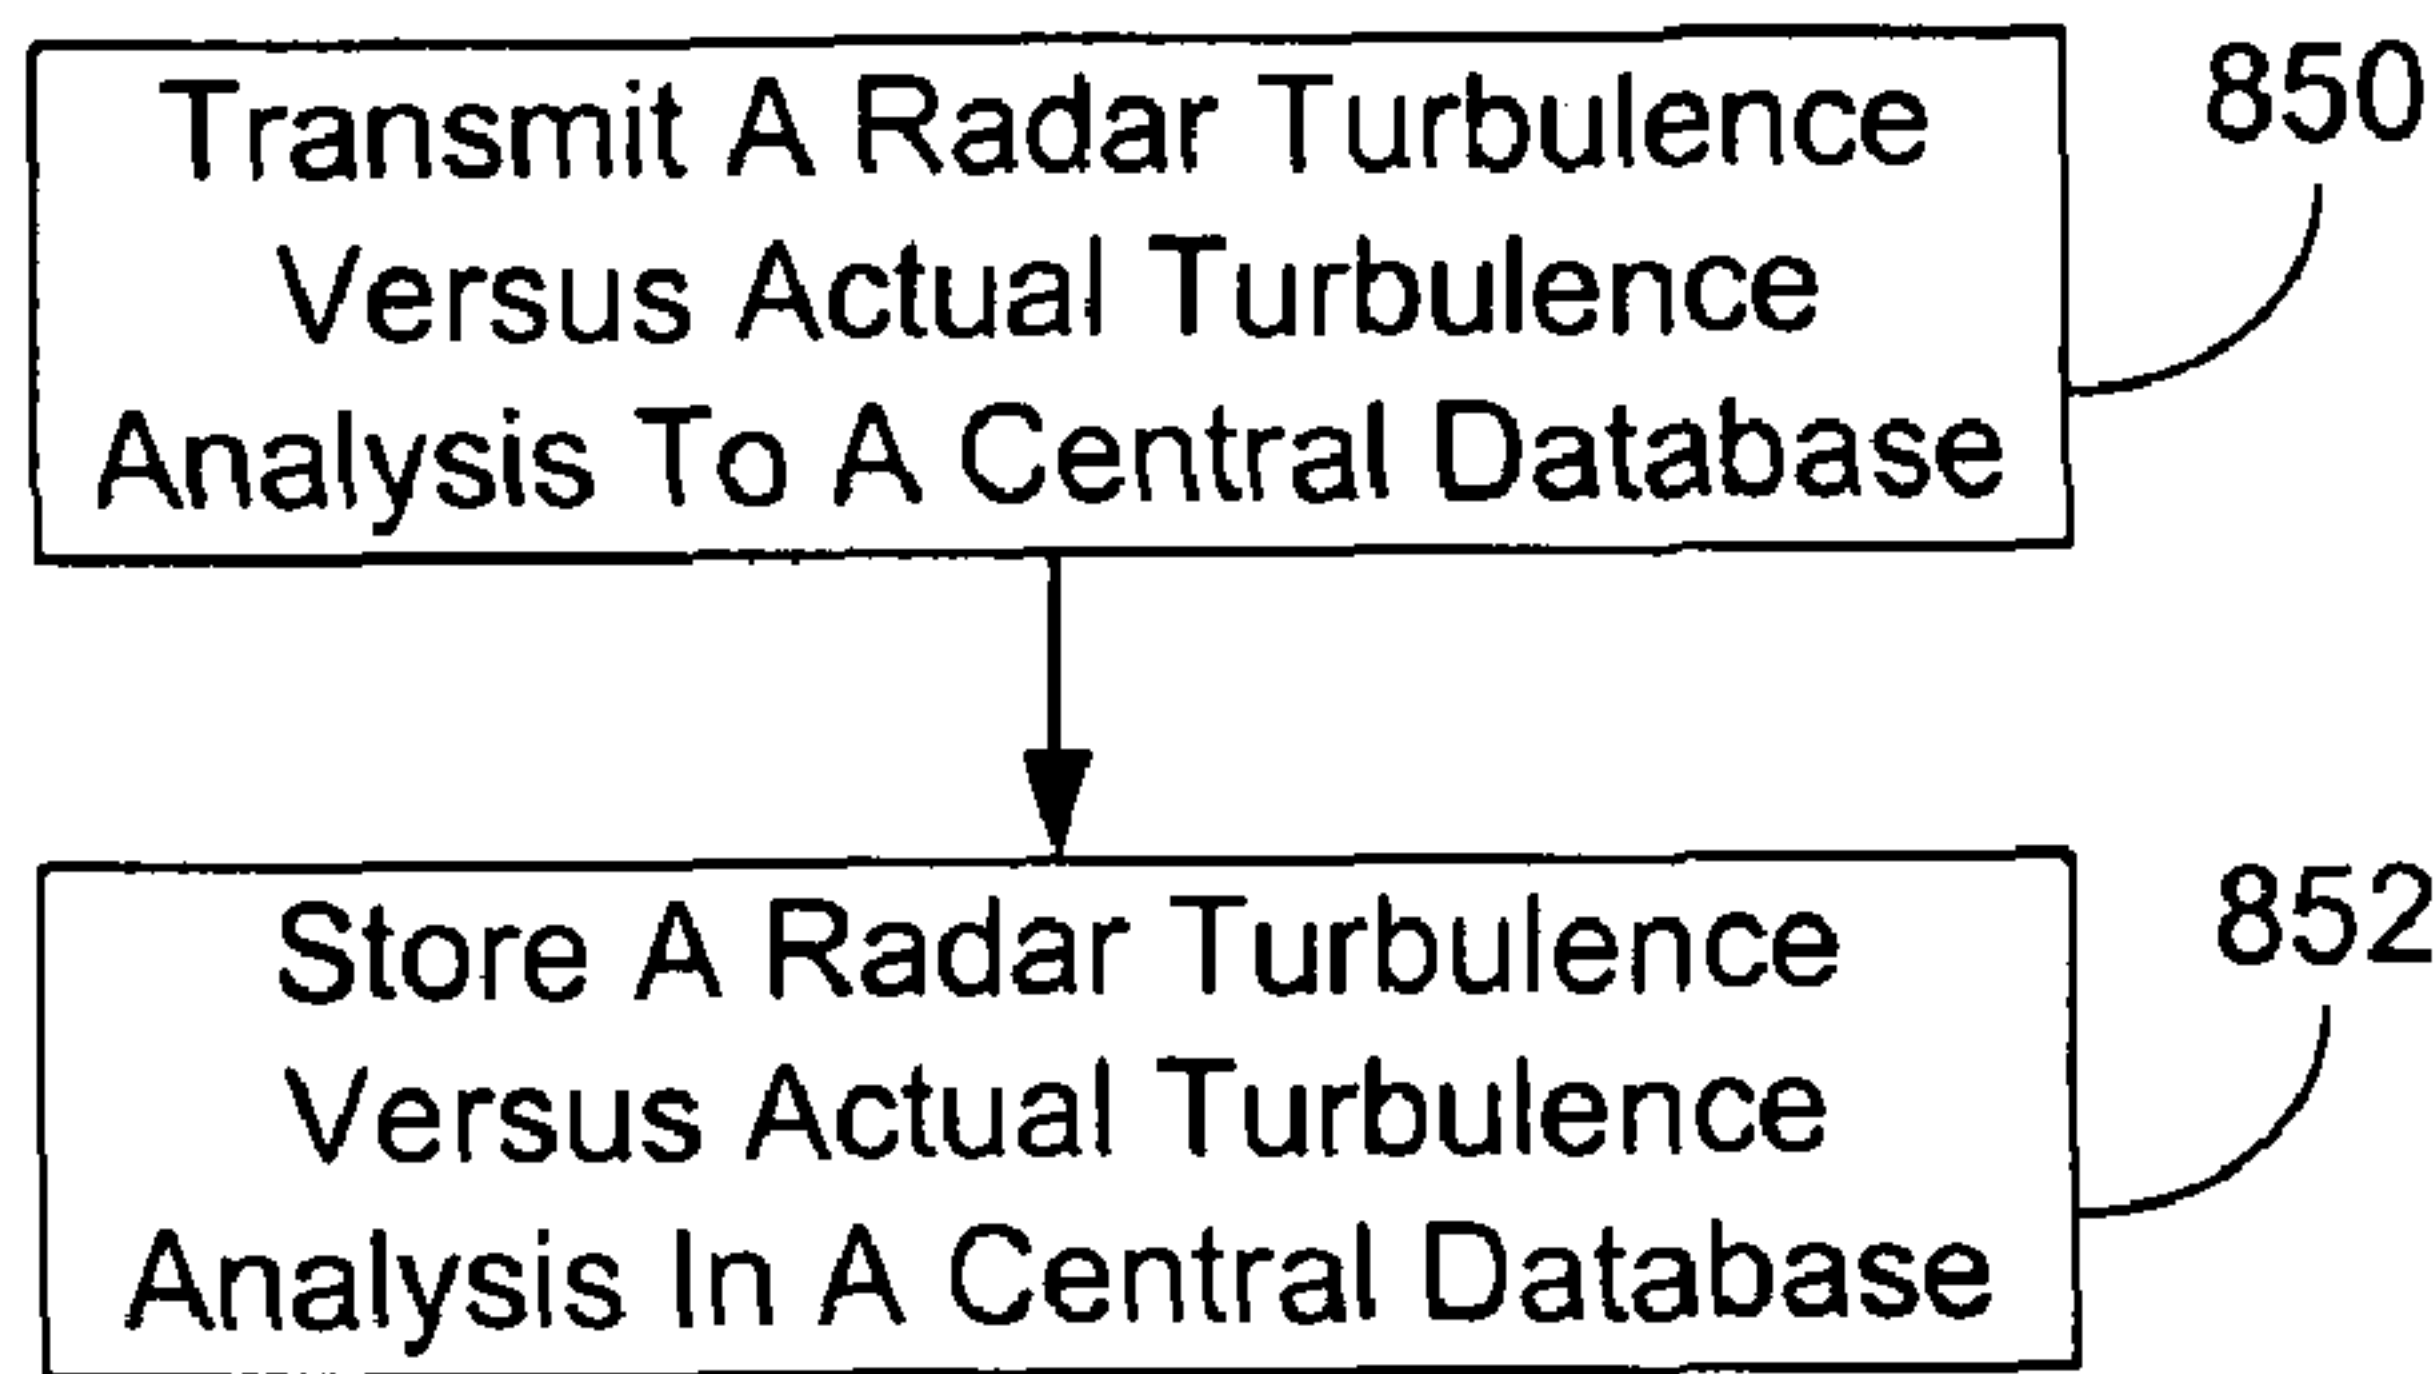 Transmit A Radar Turbulence
Versus Actual Turbulence
Analysis To A Central Database
850
Store A Radar Turbulence
Versus Actual Turbulence
Analysis In A Central Database
852